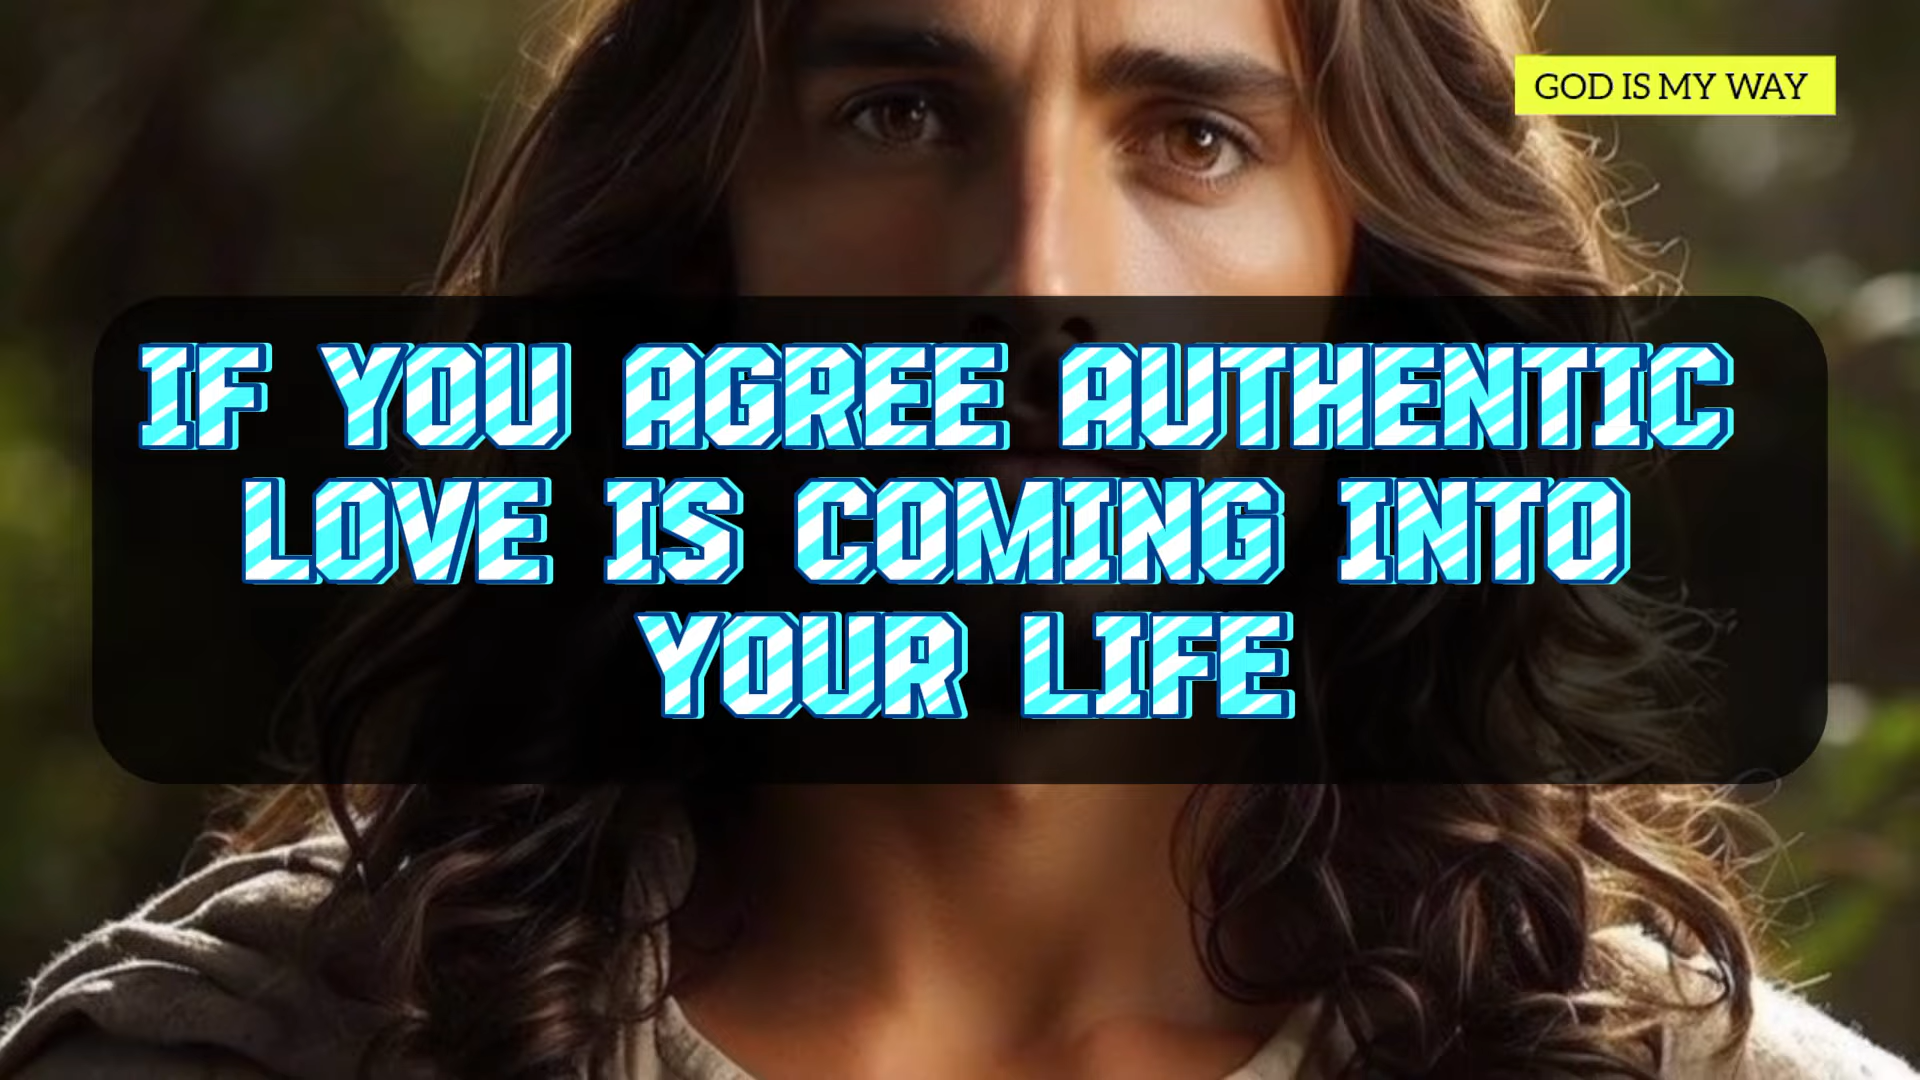 GOD IS MY WAY
IF YOU AGREE AUTHENTIC
LOVE IS COMING INTO
YOUR LIFE